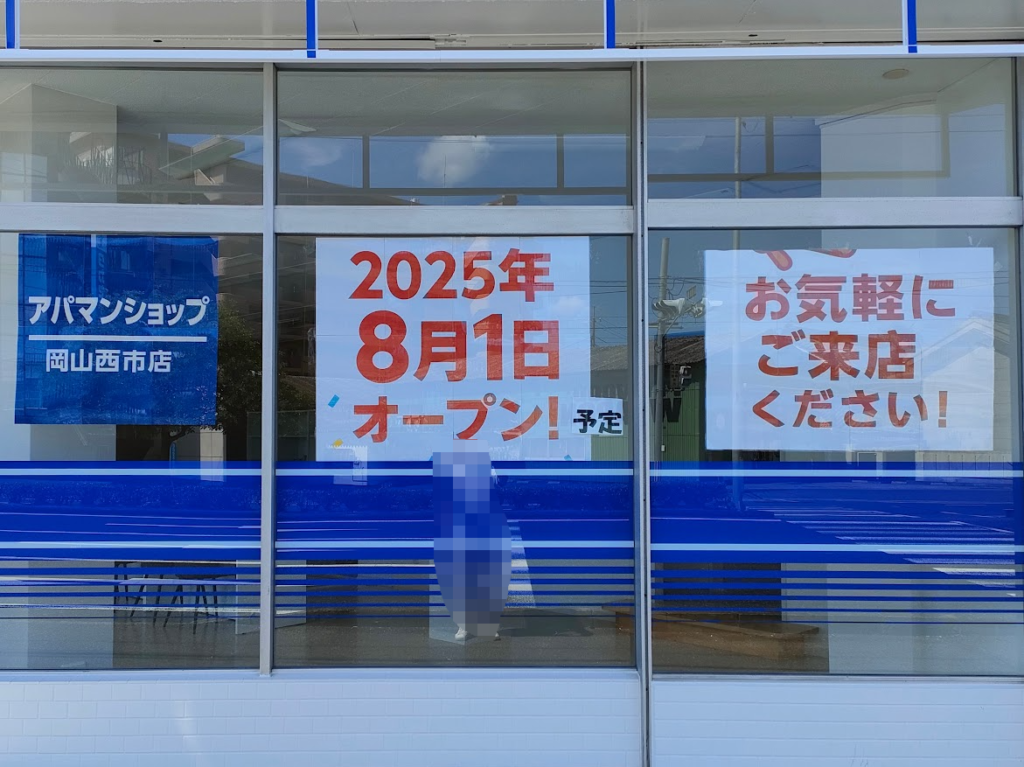 アパマンショップ
岡山西市店
2025年
8月1日
オープン!
予定
お気軽に
ご来店
ください!